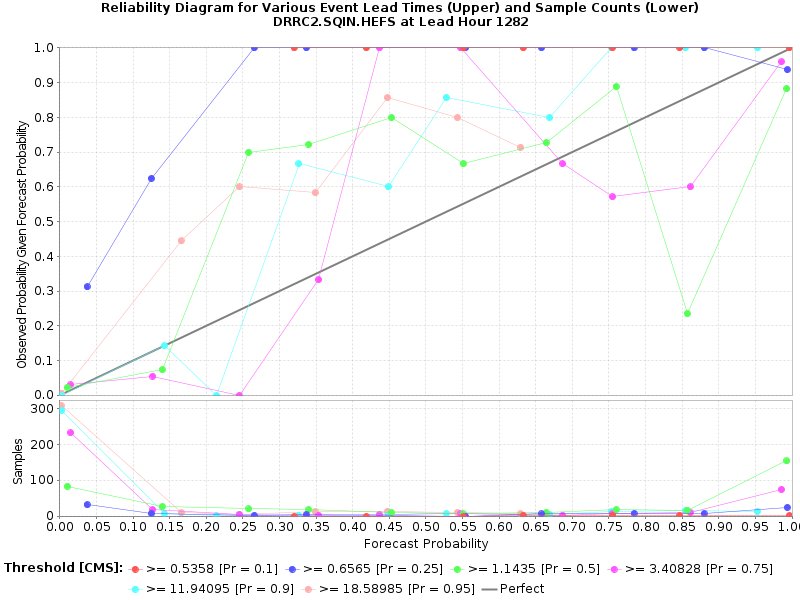 Reliability Diagram for Various Event Lead Times (Upper) and Sample Counts (Lower)
DRRC2.SQIN.HEFS at Lead Hour 1282
Observed Probability Given Forecast Probability
1.0
0.9
0.8
0.7
0.6
0.5
0.4
0.3
0.2
0.1
0.0
Samples
300
200
100
0
0.00 0.05 0.10 0.15 0.20 0.25 0.30 0.35 0.40 0.45 0.50 0.55 0.60 0.65 0.70 0.75 0.80 0.85 0.90 0.95 1.0
Forecast Probability
Threshold [CMS]: >= 0.5358 [Pr = 0.1] >= 0.6565 [Pr = 0.25] >= 1.1435 [Pr = 0.5] >= 3.40828 [Pr = 0.75]
>= 11.94095 [Pr = 0.9] >= 18.58985 [Pr = 0.95] Perfect